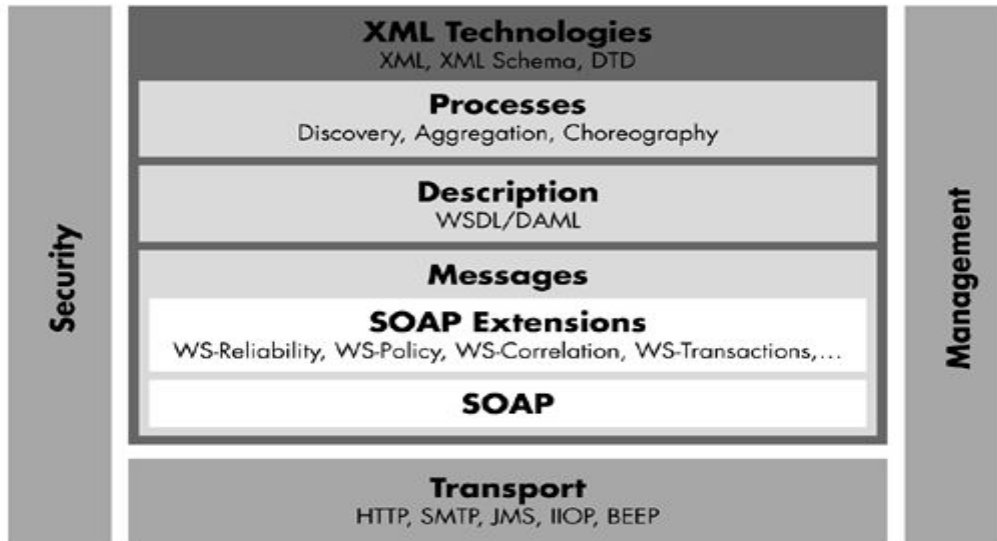 XML Technologies
XML, XML Schema, DTD
Processes
Discovery, Aggregation, Choreography
Description
WSDL/DAML
Messages
SOAP Extensions
WS-Reliability, WS-Policy, WS-Correlation, WS-Transactions,...
SOAP
Transport
HTTP, SMTP, JMS, IIOP, BEEP
Security
Management